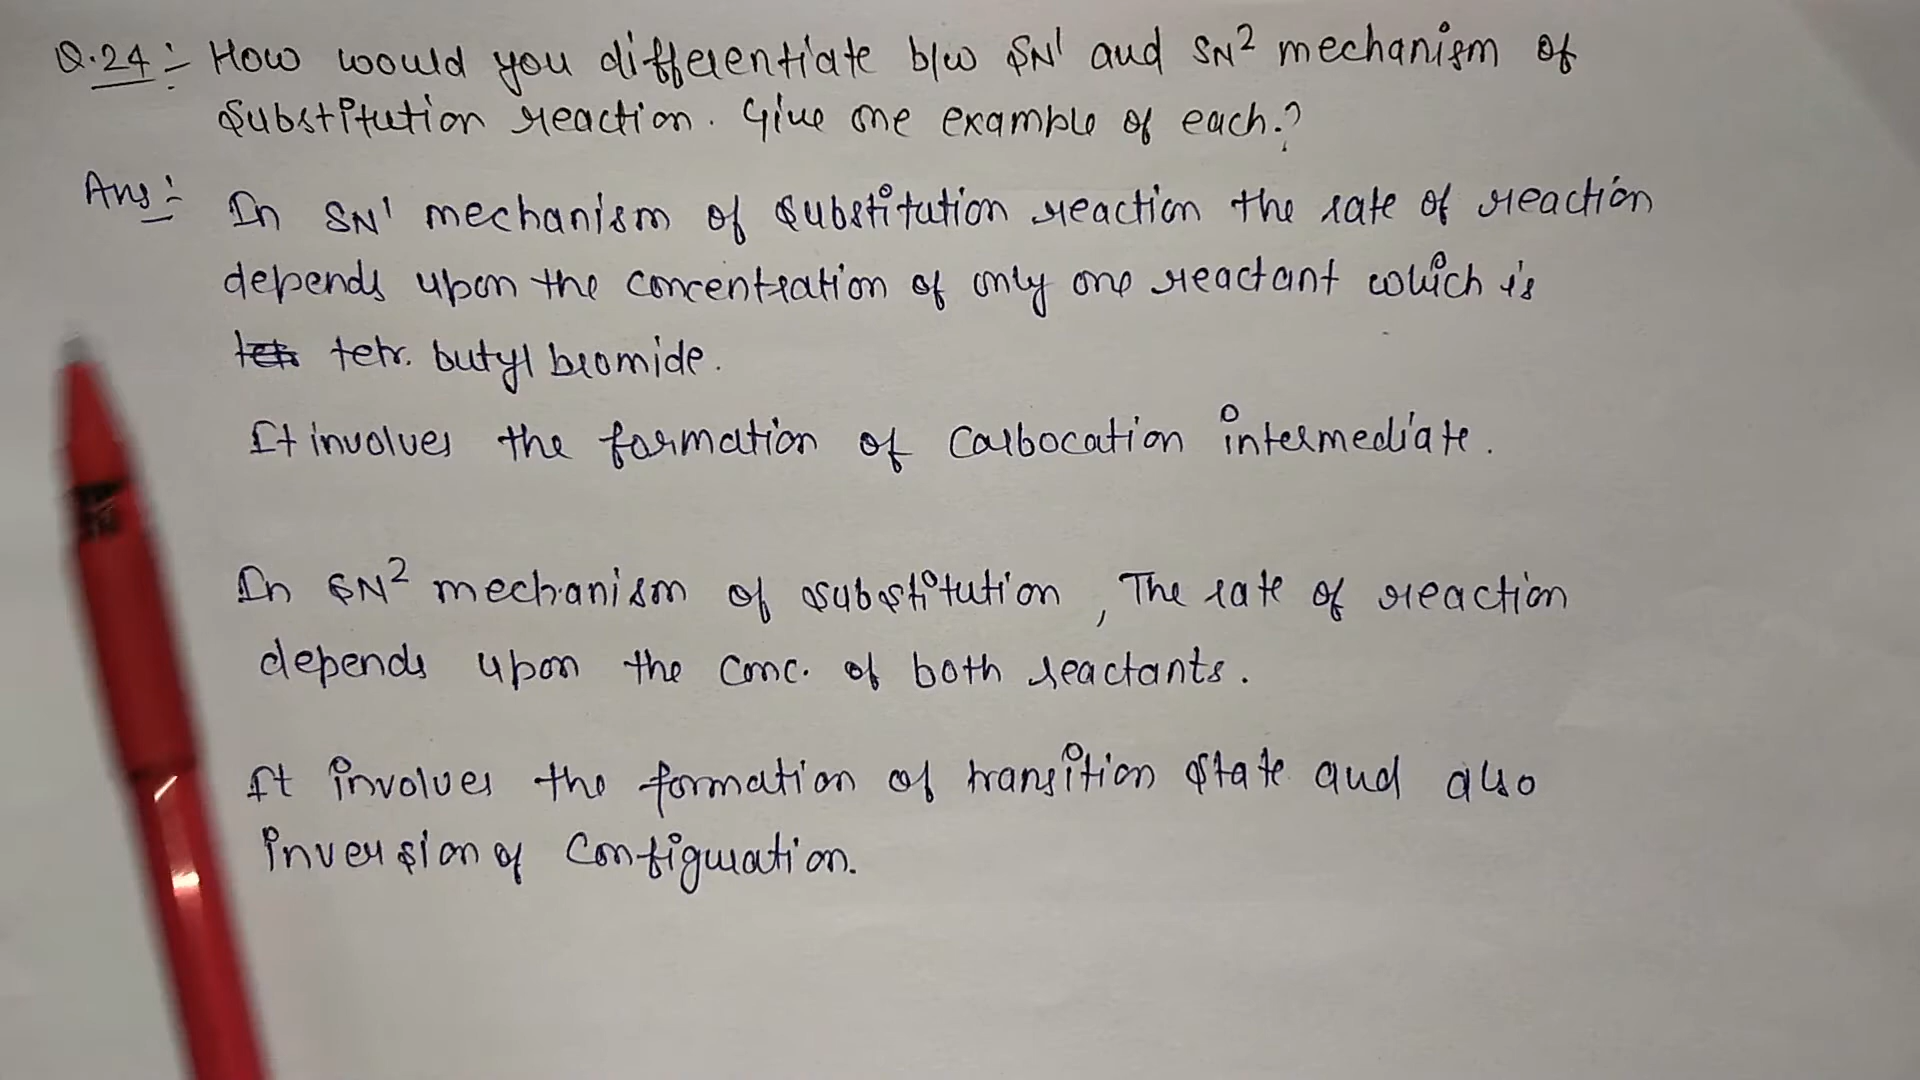 Q.24:- How would you differentiate b/w SN1 and SN2 mechanism of
Substitution reaction. Give one example of each.?
Ans:- In SN1 mechanism of substitution reaction the rate of reaction
depends upon the concentration of only one reactant which is
tetr. butyl bromide.
It involves the formation of Carbocation intermediate.
In SN2 mechanism of substitution, The rate of reaction
depends upon the conc. of both reactants.
It involves the formation of transition state and also
inversion of Configuration.